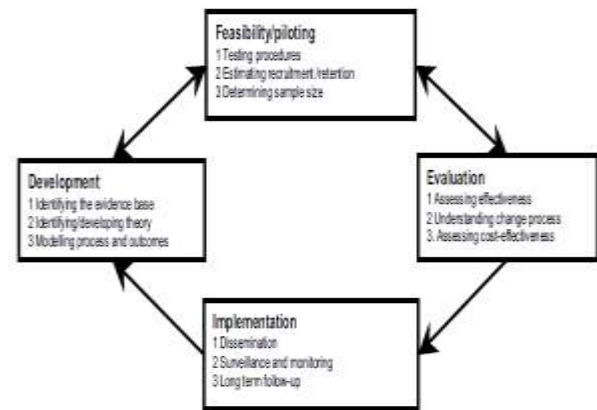 Feasibility/piloting
1 Testing procedures
2 Estimating recruitment /retention
3 Determining sample size
Development
1 Identifying the evidence base
2 Identifying/developing theory
3 Modelling process and outcomes
Evaluation
1 Assessing effectiveness
2 Understanding change process
3. Assessing cost-effectiveness
Implementation
1 Dissemination
2 Surveillance and monitoring
3 Long term follow-up